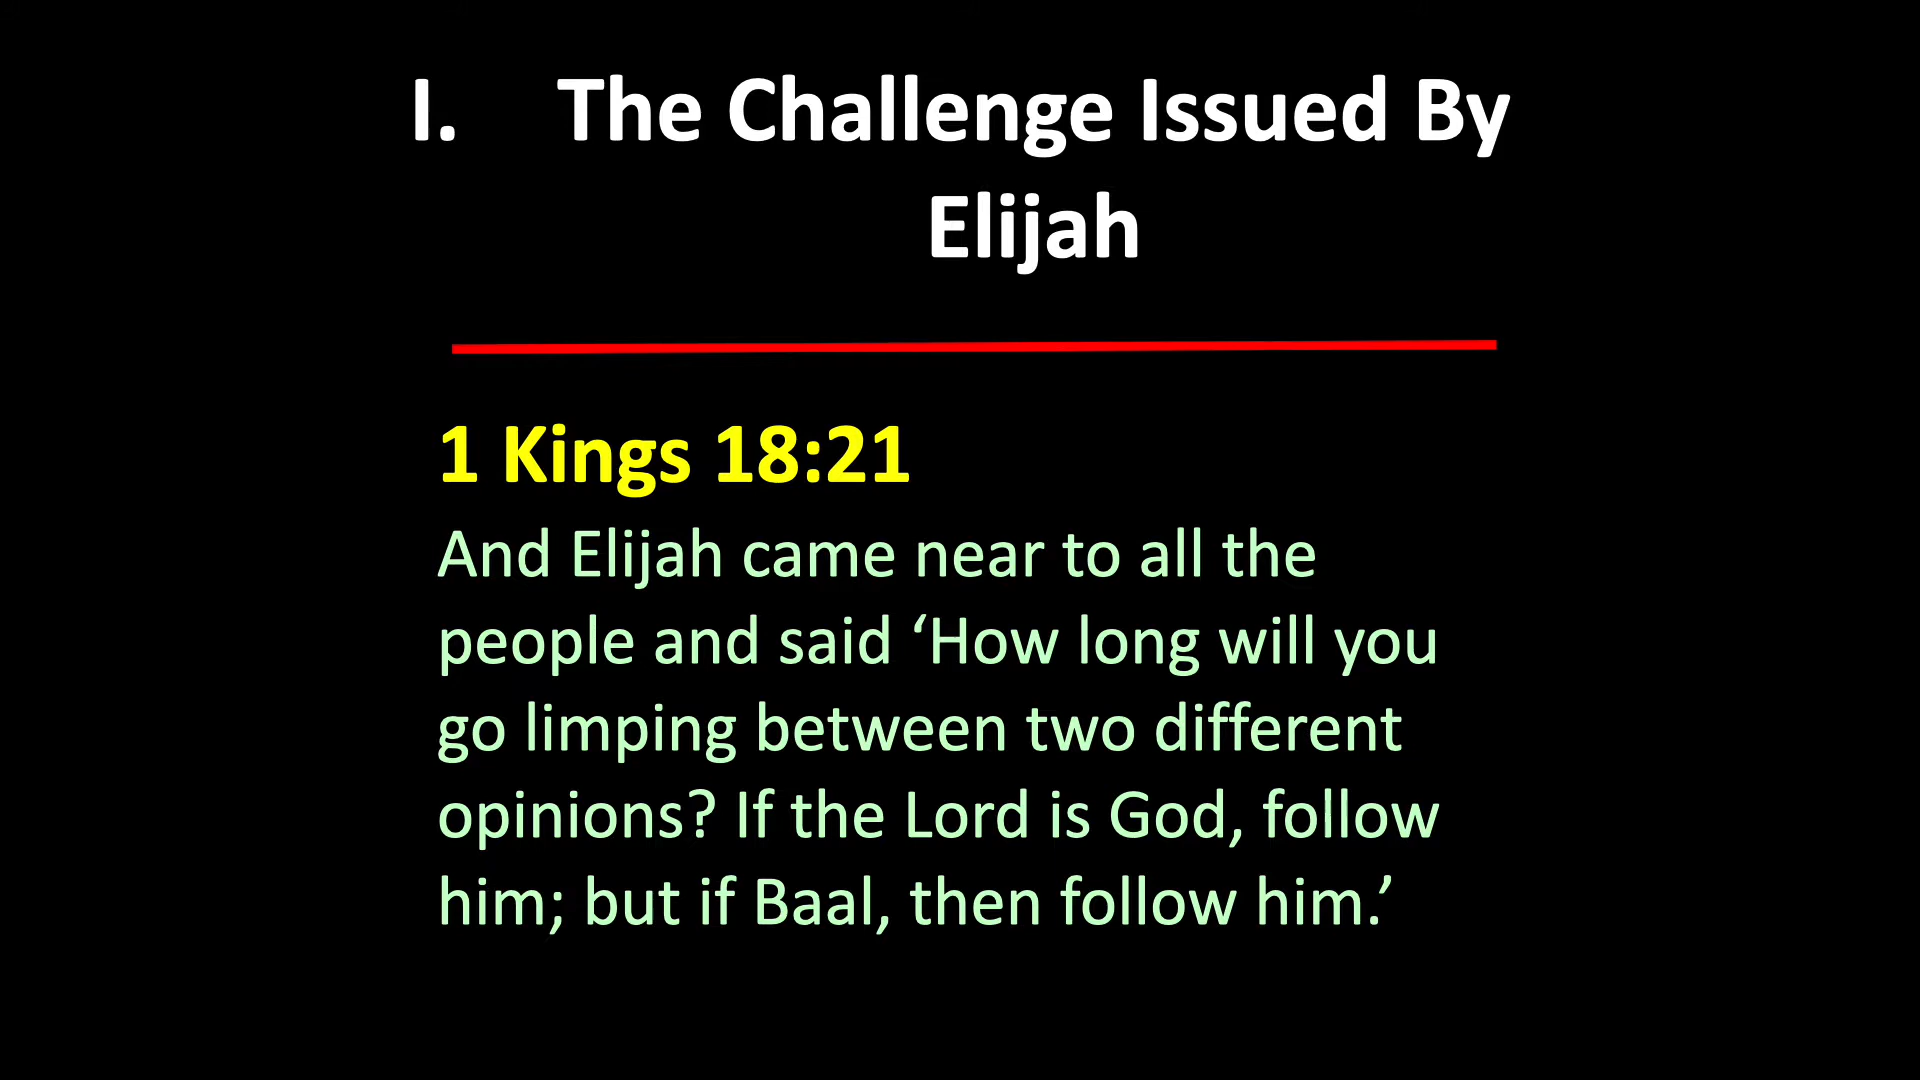 I. The Challenge Issued By
Elijah
1 Kings 18:21
And Elijah came near to all the
people and said ‘How long will you
go limping between two different
opinions? If the Lord is God, follow
him; but if Baal, then follow him.’